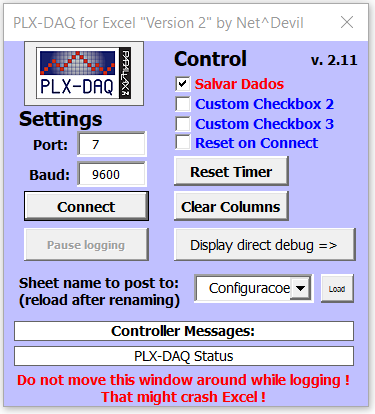 PLX-DAQ for Excel "Version 2" by Net^Devil
PLX-DAQ
PARALLAX
Control
v. 2.11
Salvar Dados
Custom Checkbox 2
Custom Checkbox 3
Reset on Connect
Settings
Port: 7
Baud: 9600
Reset Timer
Connect
Clear Columns
Pause logging
Display direct debug =>
Sheet name to post to:
(reload after renaming)
Configuracoe
Load
Controller Messages:
PLX-DAQ Status
Do not move this window around while logging !
That might crash Excel !